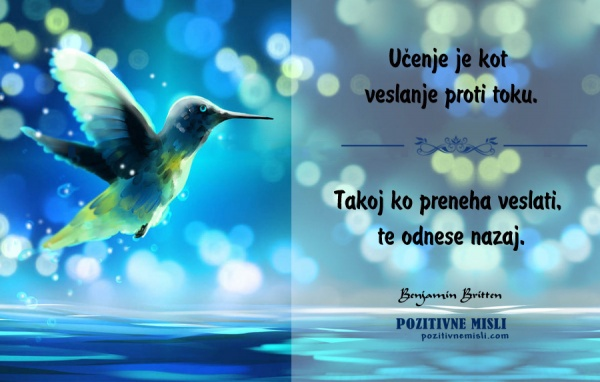 Učenje je kot
veslanje proti toku.
Takoj ko preneha veslati,
te odnese nazaj.
Benjamin Britten
POZITIVNE MISLI
pozitivnemisli.com